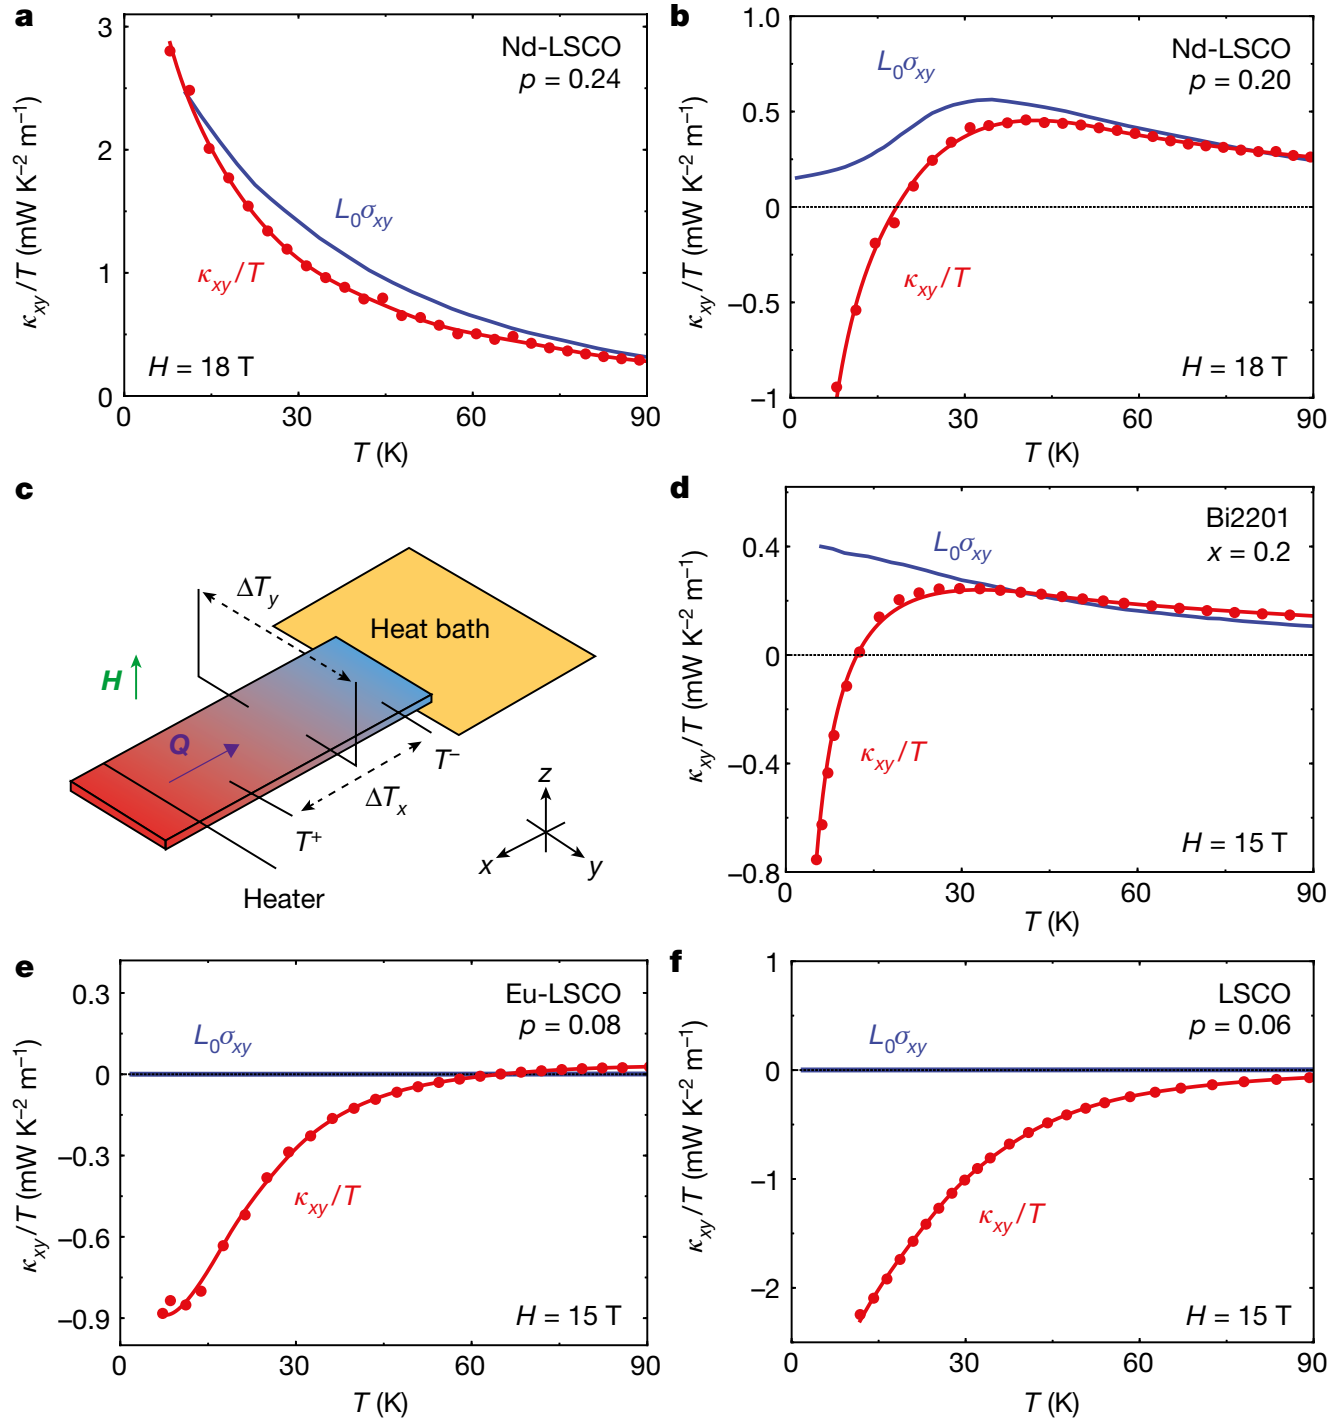 a
Nd-LSCO
p = 0.24
L₀σxy
κxy/T
H = 18 T
κxy/T (mW K⁻² m⁻¹)
3
2
1
0
0
30
60
90
T (K)
b
Nd-LSCO
p = 0.20
L₀σxy
κxy/T
H = 18 T
κxy/T (mW K⁻² m⁻¹)
1.0
0.5
0
−0.5
−1
0
30
60
90
T (K)
c
ΔTy
Heat bath
H
Q
T⁻
ΔTx
T⁺
Heater
z
x
y
d
Bi2201
x = 0.2
L₀σxy
κxy/T
H = 15 T
κxy/T (mW K⁻² m⁻¹)
0.4
0
−0.4
−0.8
0
30
60
90
T (K)
e
Eu-LSCO
p = 0.08
L₀σxy
κxy/T
H = 15 T
κxy/T (mW K⁻² m⁻¹)
0.3
0
−0.3
−0.6
−0.9
0
30
60
90
T (K)
f
LSCO
p = 0.06
L₀σxy
κxy/T
H = 15 T
κxy/T (mW K⁻² m⁻¹)
1
0
−1
−2
0
30
60
90
T (K)